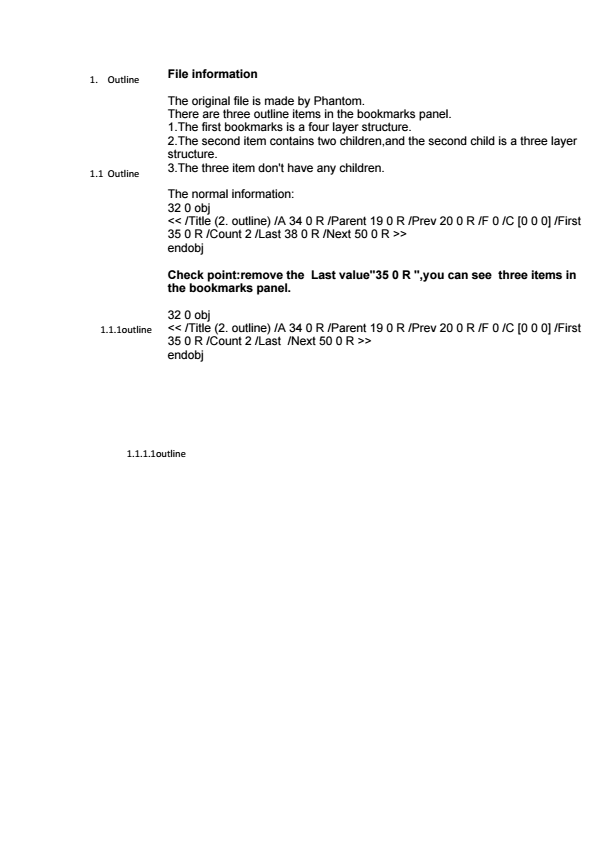 1. Outline
File information
The original file is made by Phantom.
There are three outline items in the bookmarks panel.
1.The first bookmarks is a four layer structure.
2.The second item contains two children,and the second child is a three layer
structure.
3.The three item don't have any children.
1.1 Outline
The normal information:
32 0 obj
<< /Title (2. outline) /A 34 0 R /Parent 19 0 R /Prev 20 0 R /F 0 /C [0 0 0] /First
35 0 R /Count 2 /Last 38 0 R /Next 50 0 R >>
endobj
Check point:remove the  Last value"35 0 R ",you can see  three items in
the bookmarks panel.
32 0 obj
<< /Title (2. outline) /A 34 0 R /Parent 19 0 R /Prev 20 0 R /F 0 /C [0 0 0] /First
1.1.1outline
35 0 R /Count 2 /Last  /Next 50 0 R >>
endobj
1.1.1.1outline